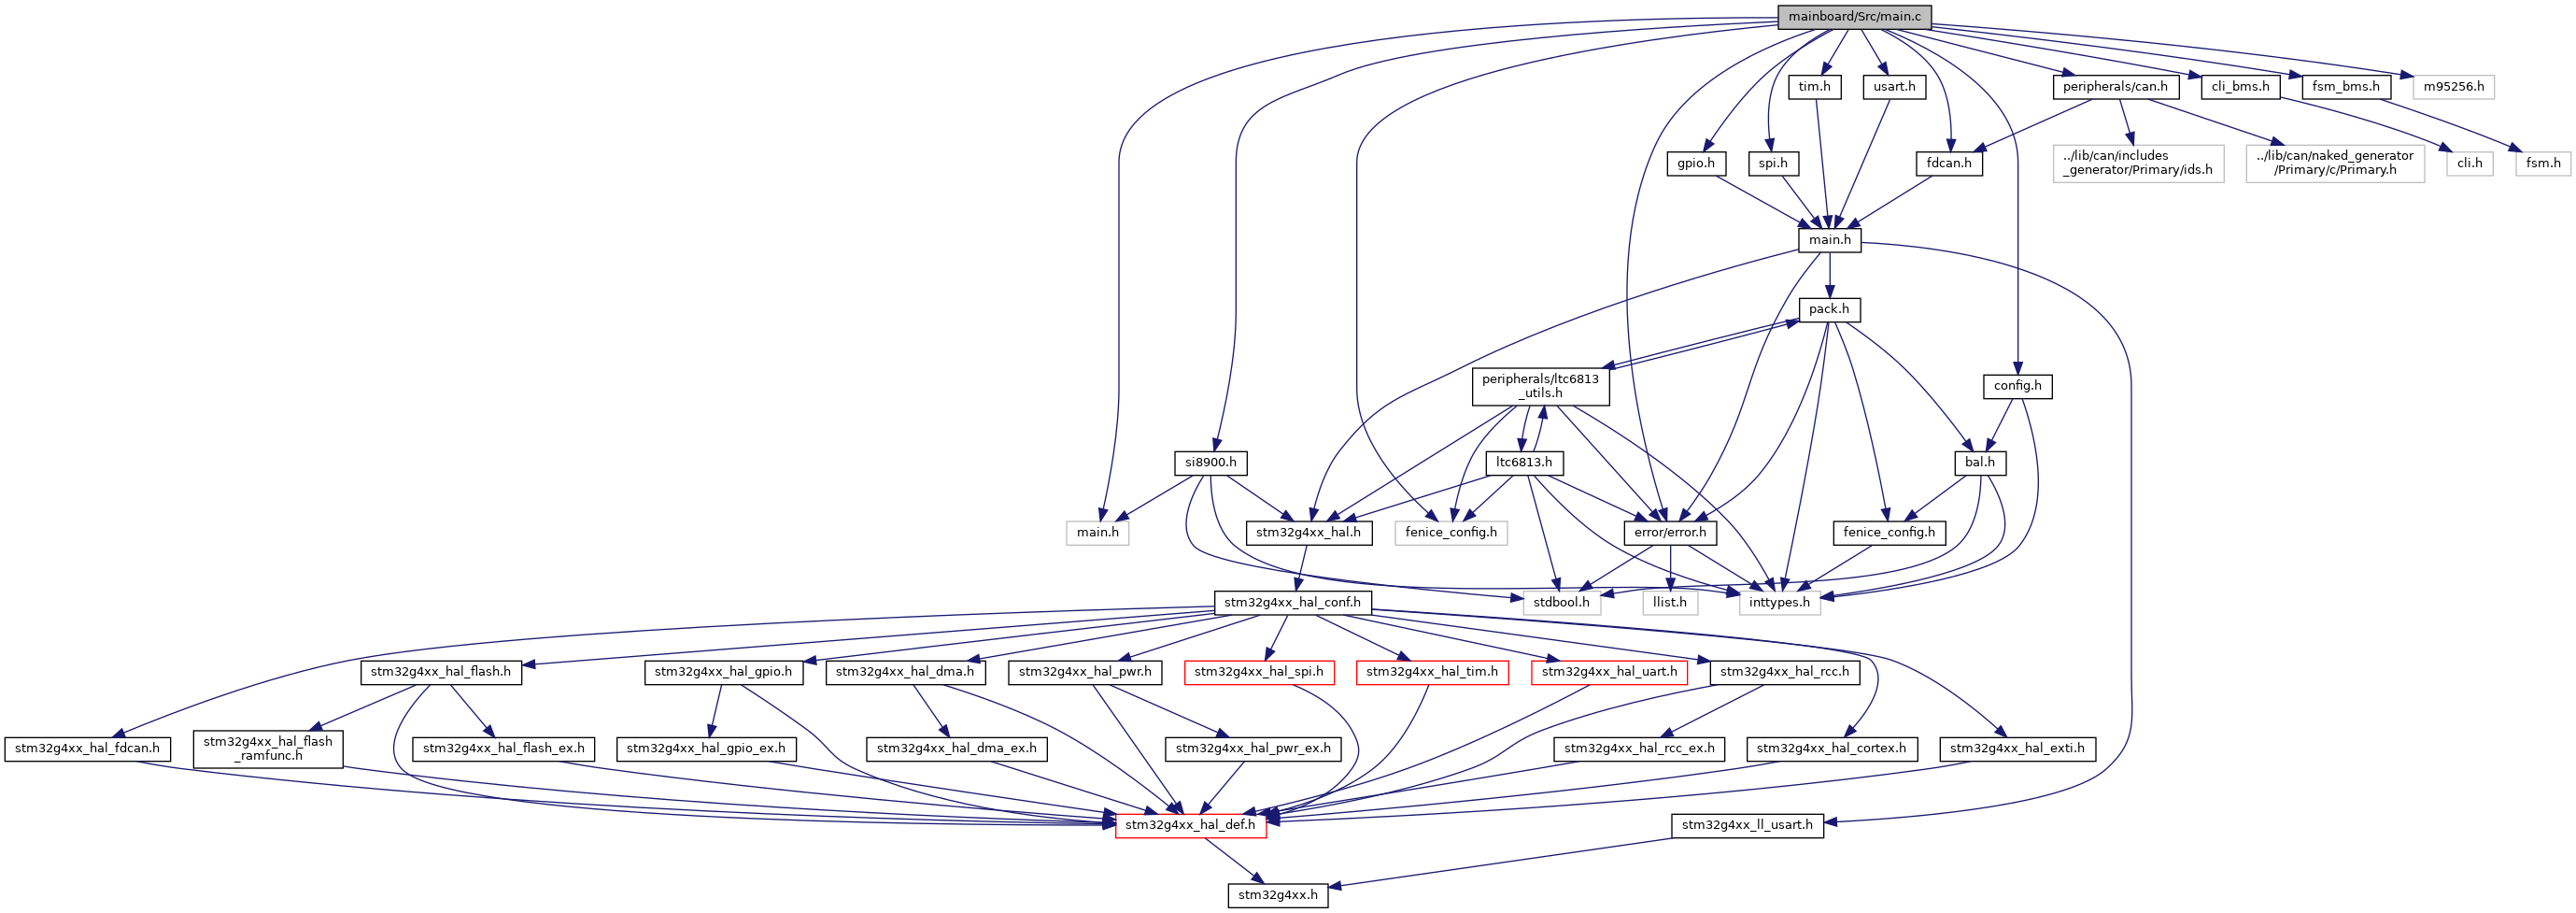 mainboard/Src/main.c
tim.h
usart.h
peripherals/can.h
cli_bms.h
fsm_bms.h
m95256.h
gpio.h
spi.h
fdcan.h
../lib/can/includes
_generator/Primary/ids.h
../lib/can/naked_generator
/Primary/c/Primary.h
cli.h
fsm.h
main.h
pack.h
peripherals/ltc6813
_utils.h
config.h
si8900.h
ltc6813.h
bal.h
main.h
stm32g4xx_hal.h
fenice_config.h
error/error.h
fenice_config.h
stm32g4xx_hal_conf.h
stdbool.h
llist.h
inttypes.h
stm32g4xx_hal_flash.h
stm32g4xx_hal_gpio.h
stm32g4xx_hal_dma.h
stm32g4xx_hal_pwr.h
stm32g4xx_hal_spi.h
stm32g4xx_hal_tim.h
stm32g4xx_hal_uart.h
stm32g4xx_hal_rcc.h
stm32g4xx_hal_fdcan.h
stm32g4xx_hal_flash
_ramfunc.h
stm32g4xx_hal_flash_ex.h
stm32g4xx_hal_gpio_ex.h
stm32g4xx_hal_dma_ex.h
stm32g4xx_hal_pwr_ex.h
stm32g4xx_hal_rcc_ex.h
stm32g4xx_hal_cortex.h
stm32g4xx_hal_exti.h
stm32g4xx_hal_def.h
stm32g4xx_ll_usart.h
stm32g4xx.h